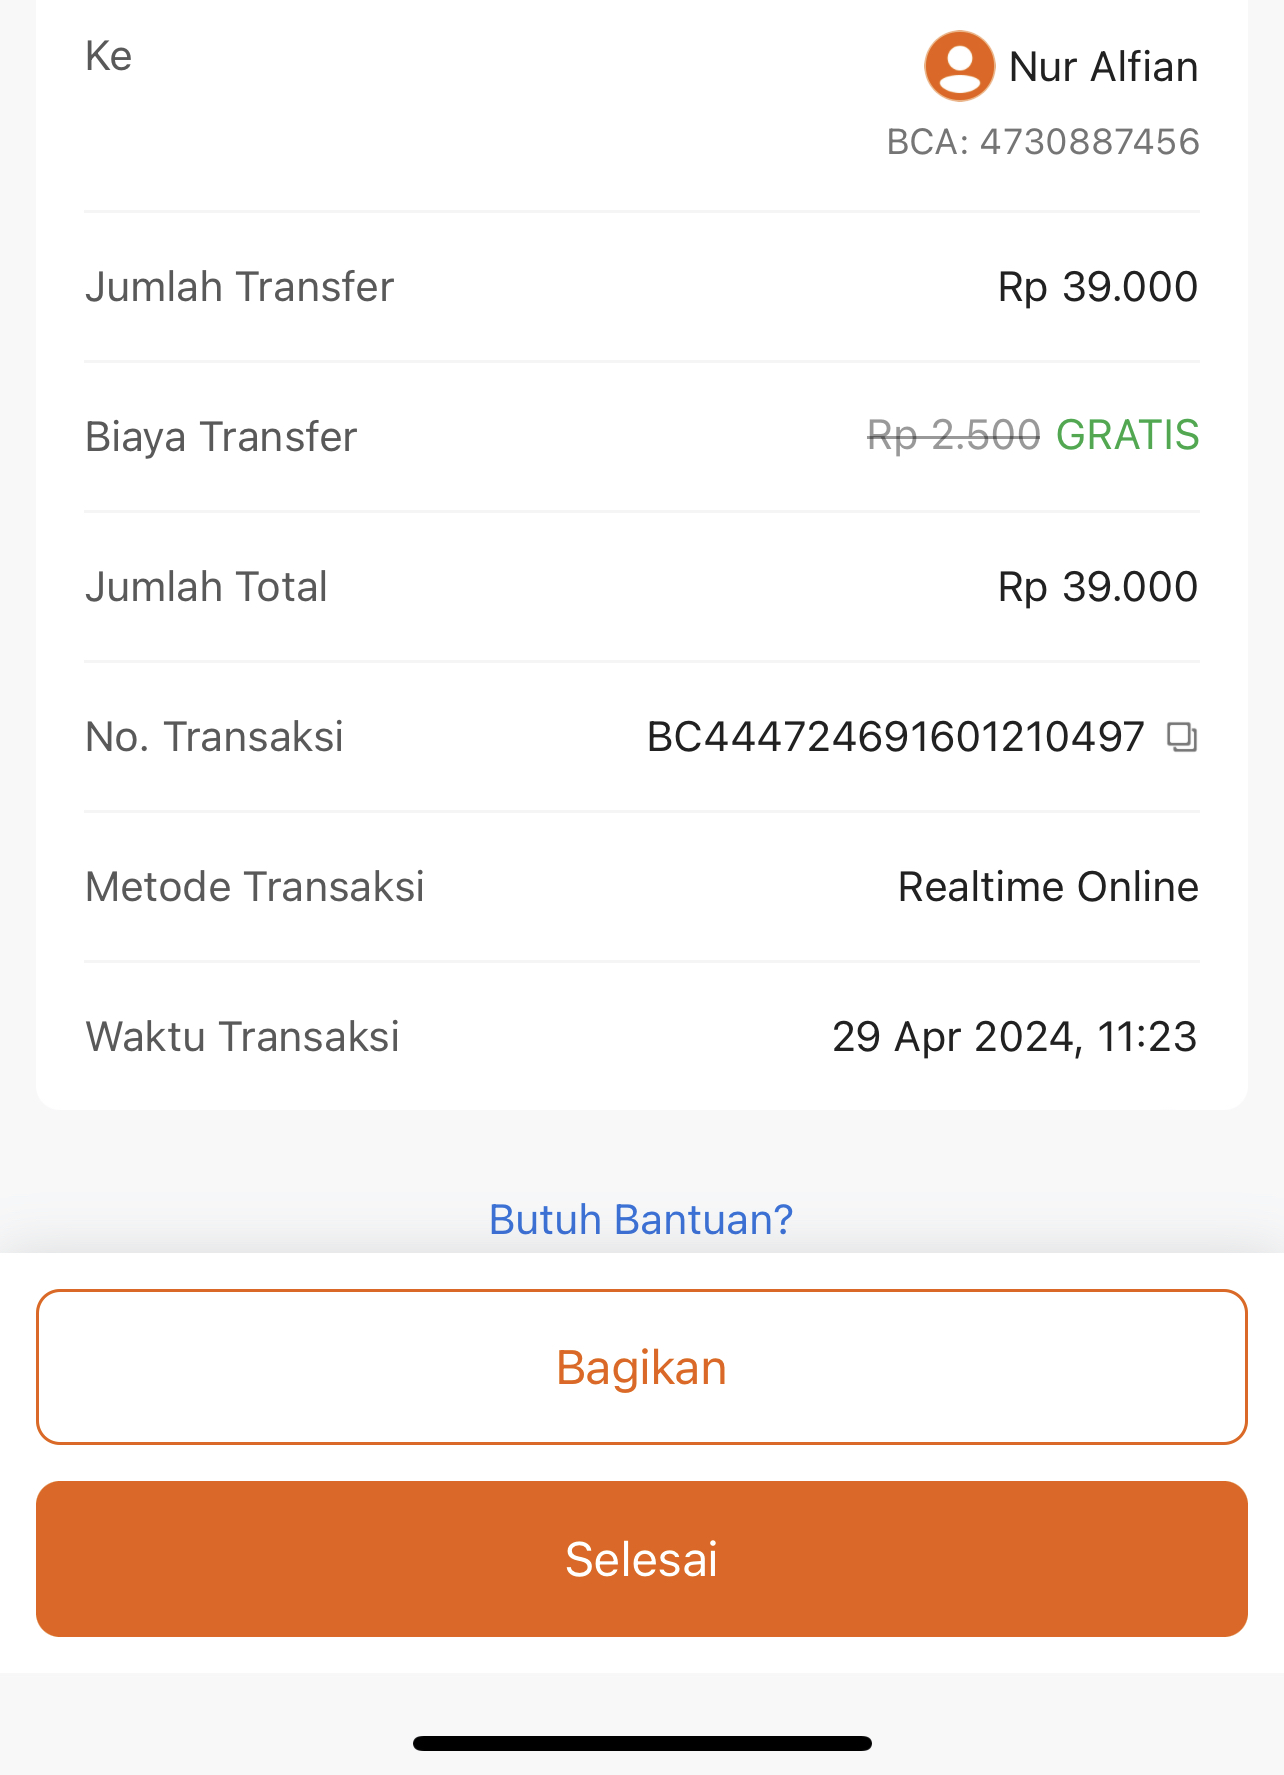 Ke
Nur Alfian
BCA: 4730887456
Jumlah Transfer Rp 39.000
Biaya Transfer Rp 2.500 GRATIS
Jumlah Total Rp 39.000
No. Transaksi BC444724691601210497
Metode Transaksi Realtime Online
Waktu Transaksi 29 Apr 2024, 11:23
Butuh Bantuan?
Bagikan
Selesai